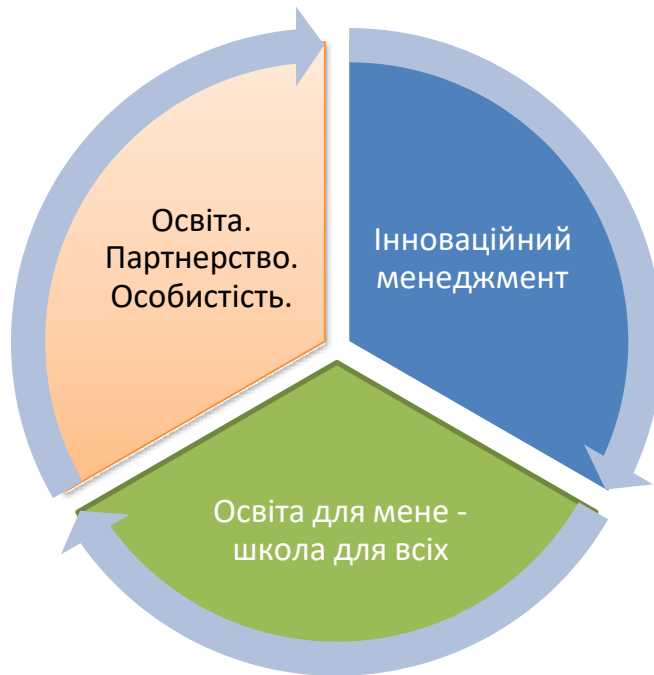 Освіта.
Партнерство.
Особистість.
Інноваційний
менеджмент
Освіта для мене -
школа для всіх